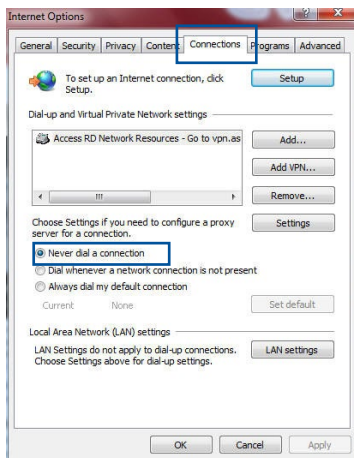 Internet Options
General Security Privacy Content Connections Programs Advanced
To set up an Internet connection, click
Setup.
Setup
Dial-up and Virtual Private Network settings
Access RD Network Resources - Go to vpn.as
Add...
Add VPN...
Remove...
Choose Settings if you need to configure a proxy
server for a connection.
Settings
Never dial a connection
Dial whenever a network connection is not present
Always dial my default connection
Current None
Set default
Local Area Network (LAN) settings
LAN Settings do not apply to dial-up connections.
Choose Settings above for dial-up settings.
LAN settings
OK Cancel Apply